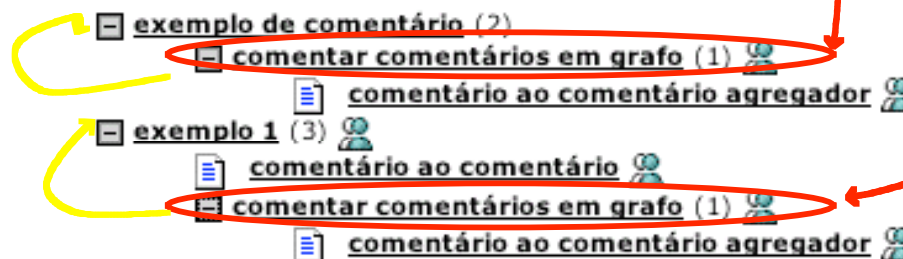 exemplo de comentário (2)
comentar comentários em grafo (1)
comentário ao comentário agregador
exemplo 1 (3)
comentário ao comentário
comentar comentários em grafo (1)
comentário ao comentário agregador